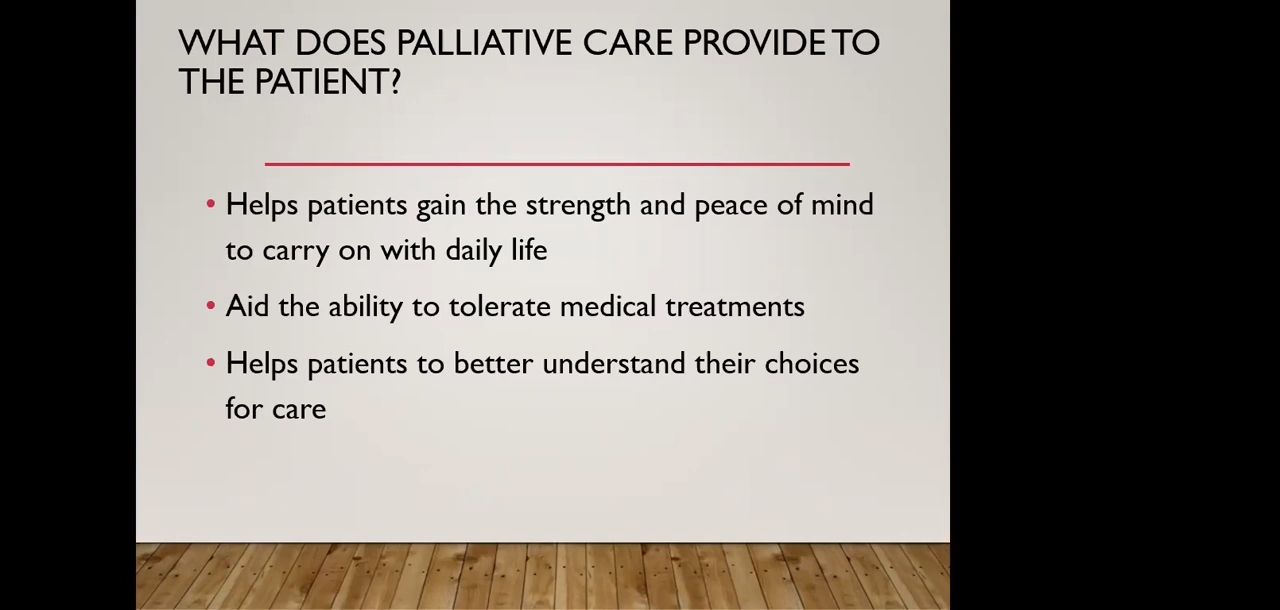 WHAT DOES PALLIATIVE CARE PROVIDE TO
THE PATIENT?
• Helps patients gain the strength and peace of mind
to carry on with daily life
• Aid the ability to tolerate medical treatments
• Helps patients to better understand their choices
for care